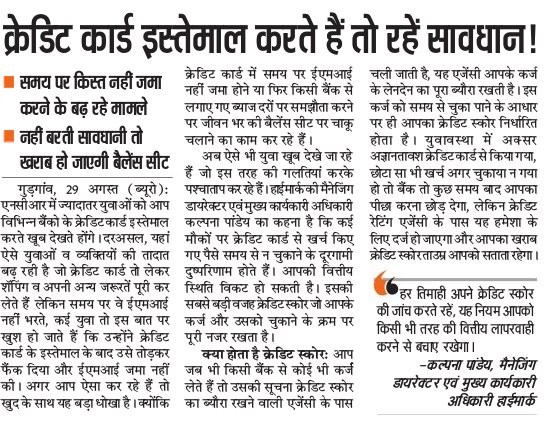 क्रेडिट कार्ड इस्तेमाल करते हैं तो रहें सावधान!
समय पर किस्त नहीं जमा
करने के बढ़ रहे मामले
नहीं बरती सावधानी तो
खराब हो जाएगी बैलेंस सीट
गुड़गांव, 29 अगस्त (ब्यूरो):
एनसीआर में ज्यादातर युवाओं को आप
विभिन्न बैंको के क्रेडिट कार्ड इस्तेमाल
करते खूब देखते होंगे। दरअसल, यहां
ऐसे युवाओं व व्यक्तियों की तादात
बढ़ रही है जो क्रेडिट कार्ड तो लेकर
शॉपिंग व अपनी अन्य जरूरतें पूरी कर
लेते हैं लेकिन समय पर वे ईएमआई
नहीं भरते, कई युवा तो इस बात पर
खुश हो जाते हैं कि उन्होंने क्रेडिट
कार्ड के इस्तेमाल के बाद उसे तोड़कर
फैंक दिया और ईएमआई जमा नहीं
की। अगर आप ऐसा कर रहे हैं तो
खुद के साथ यह बड़ा धोखा है। क्योंकि
क्रेडिट कार्ड में समय पर ईएमआई
नहीं जमा होने या फिर किसी बैंक से
लगाए गए ब्याज दरों पर समझौता करने
पर जीवन भर की बैलेंस सीट पर चाकू
चलाने का काम कर रहे हैं।
अब ऐसे भी युवा खूब देखे जा रहे
हैं जो इस तरह की गलतियां करके
पश्चाताप कर रहे हैं। हाईमार्क की मैनेजिंग
डायरेक्टर एवं मुख्य कार्यकारी अधिकारी
कल्पना पांडेय का कहना है कि कई
मौकों पर क्रेडिट कार्ड से खर्च किए
गए पैसे समय से न चुकाने के दूरगामी
दुष्परिणाम होते हैं। आपकी वित्तीय
स्थिति विकट हो सकती है। इसकी
सबसे बड़ी वजह क्रेडिट स्कोर जो आपके
कर्ज और उसको चुकाने के क्रम पर
पूरी नजर रखता है।
क्या होता है क्रेडिट स्कोर: आप
जब भी किसी बैंक से कोई भी कर्ज
लेते हैं तो उसकी सूचना क्रेडिट स्कोर
का ब्यौरा रखने वाली एजेंसी के पास
चली जाती है, यह एजेंसी आपके कर्ज
के लेनदेन का पूरा ब्यौरा रखती है। इस
कर्ज को समय से चुका पाने के आधार
पर ही आपका क्रेडिट स्कोर निर्धारित
होता है। युवावस्था में अक्सर
अज्ञानतावश क्रेडिट कार्ड से किया गया,
छोटा सा भी खर्च अगर चुकाया न गया
हो तो बैंक तो कुछ समय बाद आपका
पीछा करना छोड़ देगा, लेकिन क्रेडिट
रेटिंग एजेंसी के पास यह हमेशा के
लिए दर्ज हो जाएगा और आपका खराब
क्रेडिट स्कोर ताउम्र आपको सताता रहेगा।
हर तिमाही अपने क्रेडिट स्कोर
की जांच करते रहें, यह नियम आपको
किसी भी तरह की वित्तीय लापरवाही
करने से बचाए रखेगा।
–कल्पना पांडेय, मैनेजिंग
डायरेक्टर एवं मुख्य कार्यकारी
अधिकारी हाईमार्क